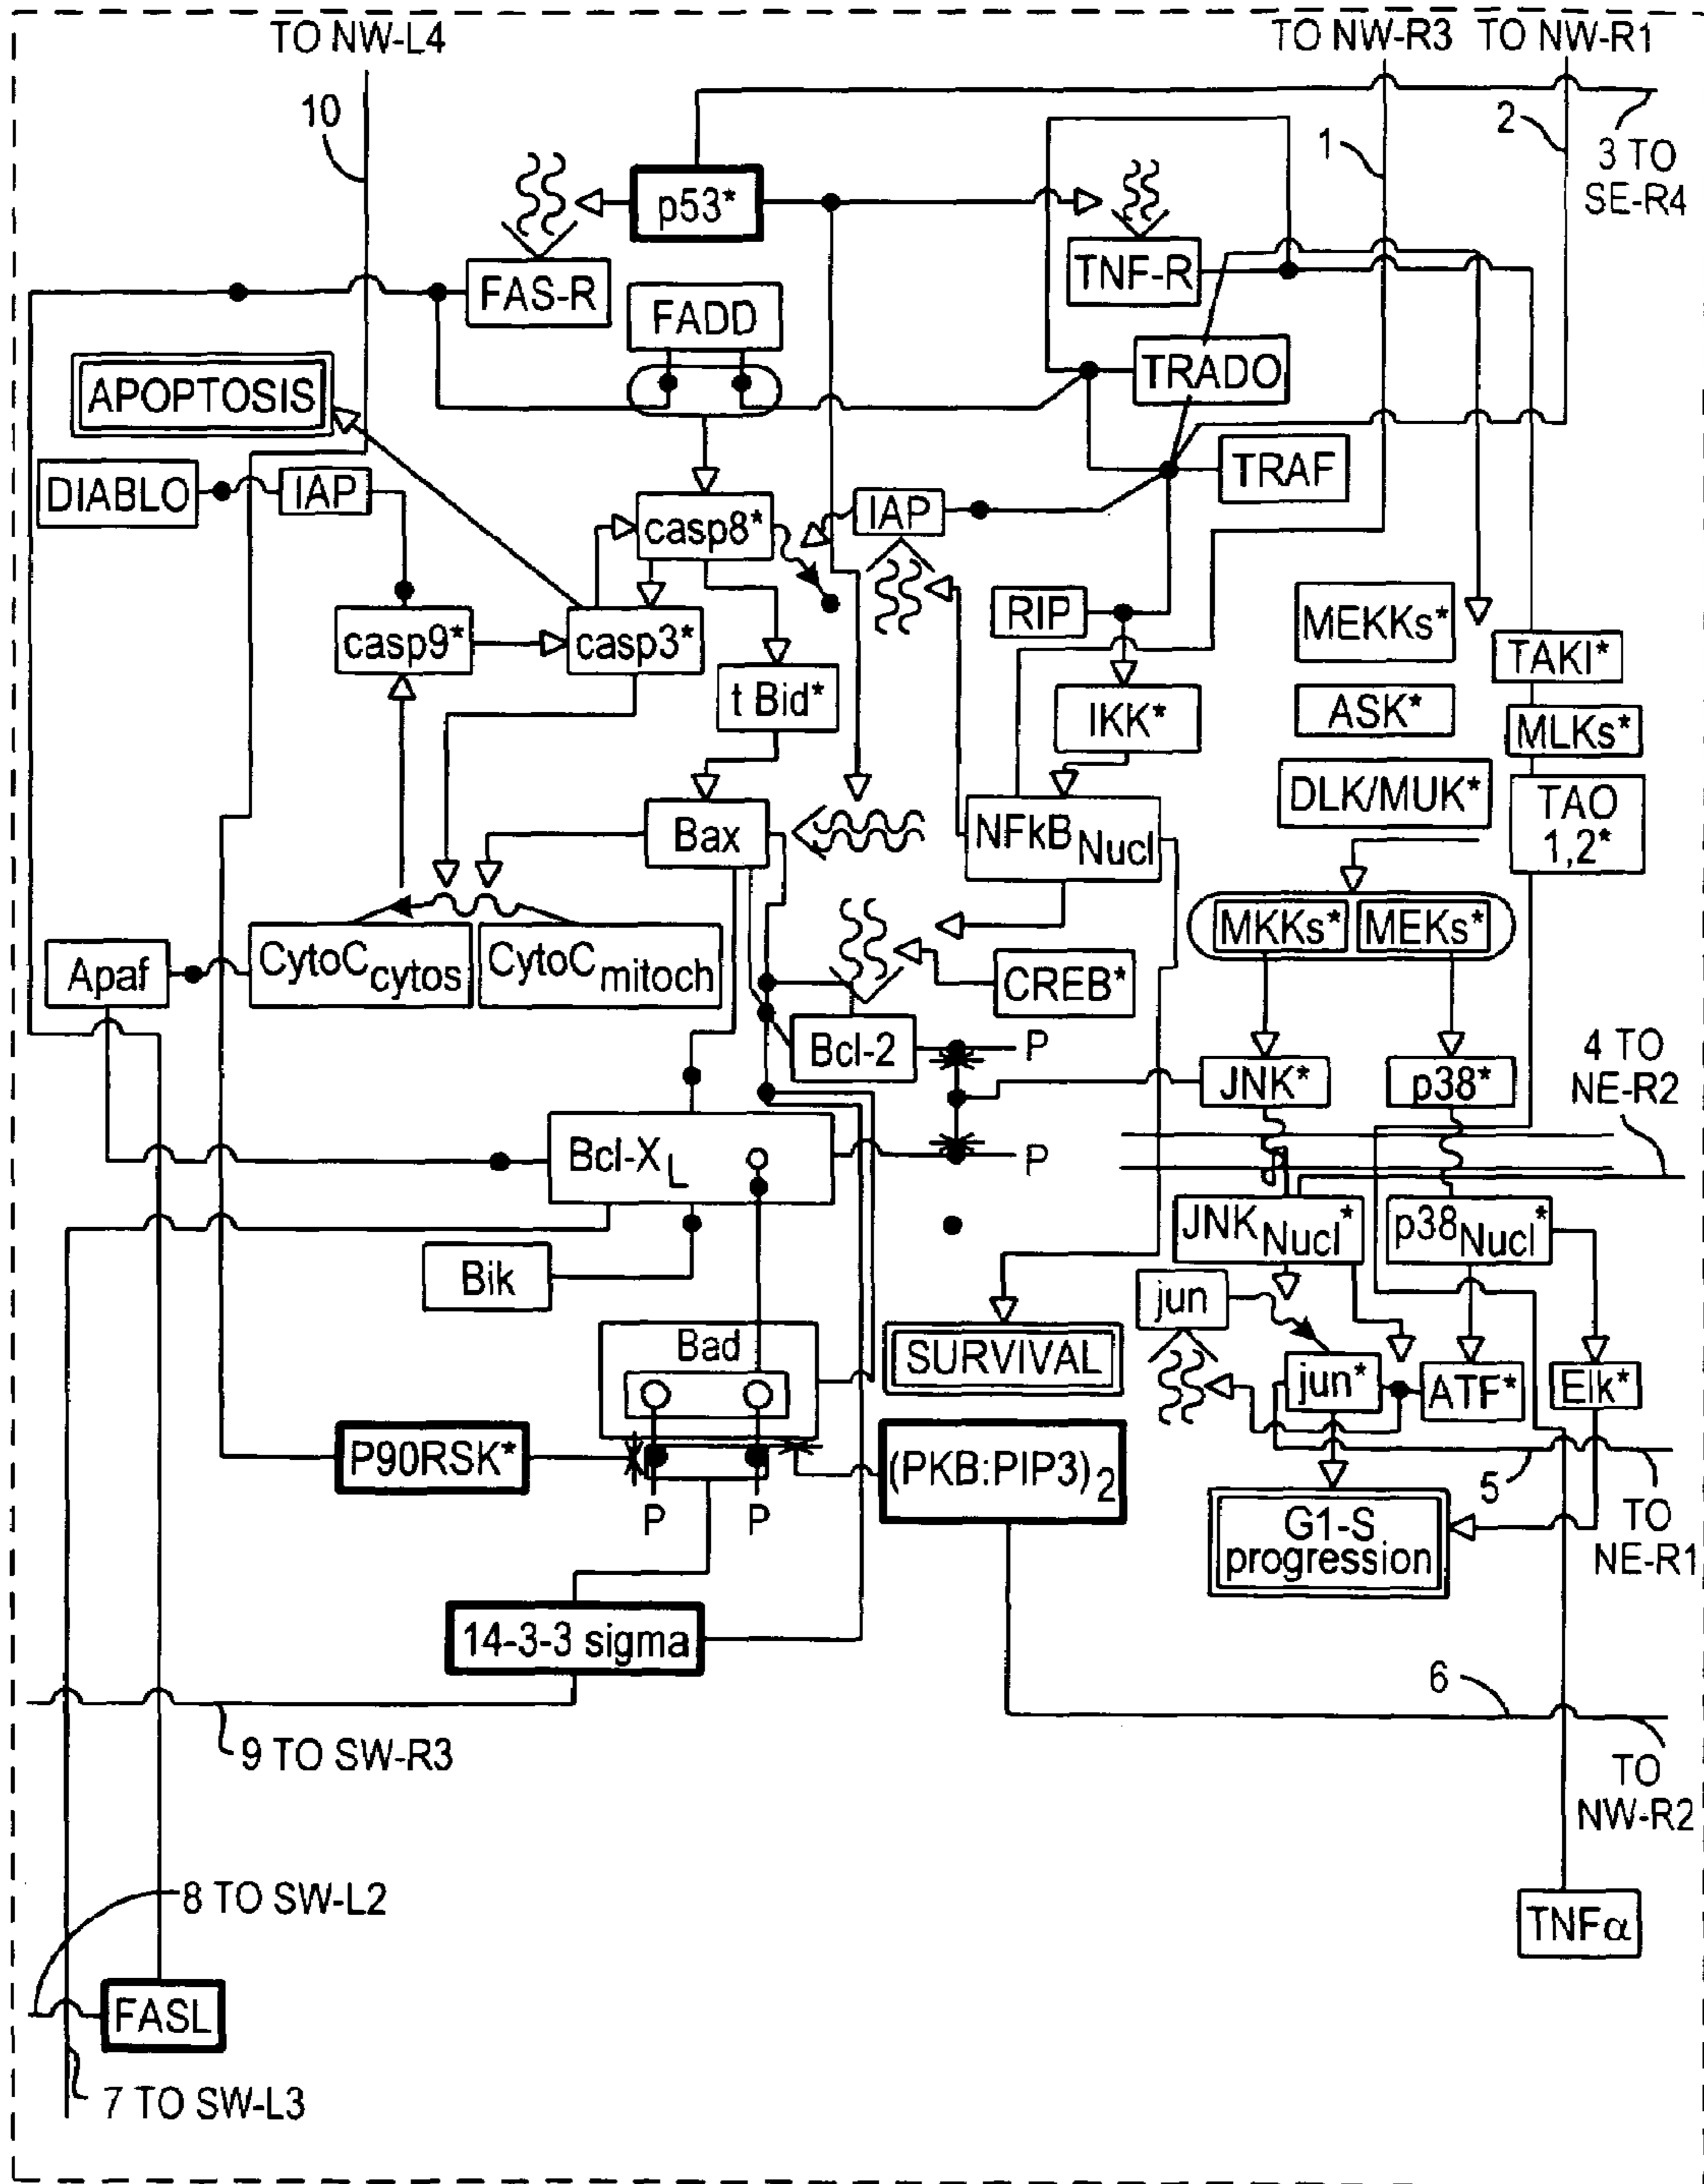 TO NW-L4
TO NW-R3
TO NW-R1
10
1
2
3 TO
SE-R4
p53*
FAS-R
TNF-R
FADD
TRADO
APOPTOSIS
DIABLO
IAP
TRAF
casp8*
IAP
casp9*
casp3*
RIP
MEKKs*
TAKI*
t Bid*
IKK*
ASK*
MLKs*
Bax
NFkB Nucl
DLK/MUK*
TAO
1,2*
MKKs*
MEKs*
Apaf
CytoC cytos
CytoC mitoch
CREB*
Bcl-2
P
JNK*
p38*
4 TO
NE-R2
Bcl-XL
P
JNK Nucl*
p38 Nucl*
Bik
jun
Bad
SURVIVAL
jun*
ATF*
Elk*
P90RSK*
(PKB:PIP3)2
5
TO
NE-R1
P
P
G1-S
progression
14-3-3 sigma
6
9 TO SW-R3
TO
NW-R2
8 TO SW-L2
TNFα
FASL
7 TO SW-L3